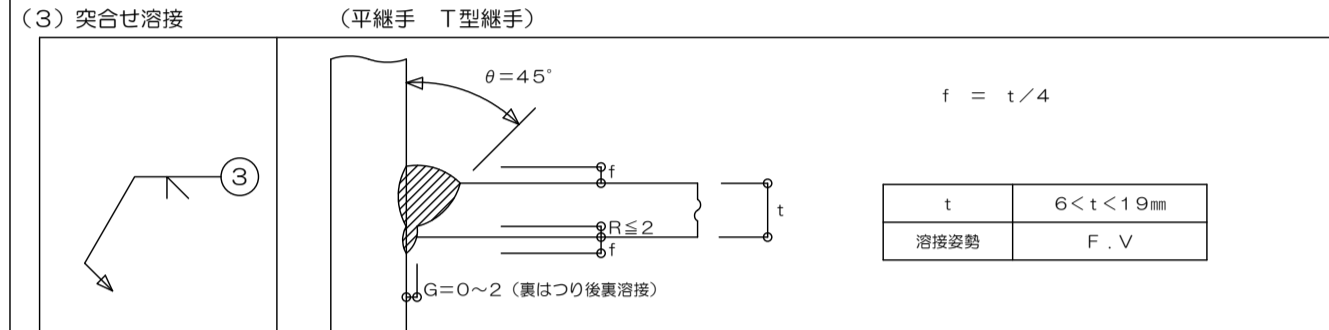 (3) 突合せ溶接 (平継手 T型継手)
θ=45°
f = t/4
③
f
t
R≦2
f
G=0~2 (裏はつり後裏溶接)
t 6<t<19㎜
溶接姿勢 F.V